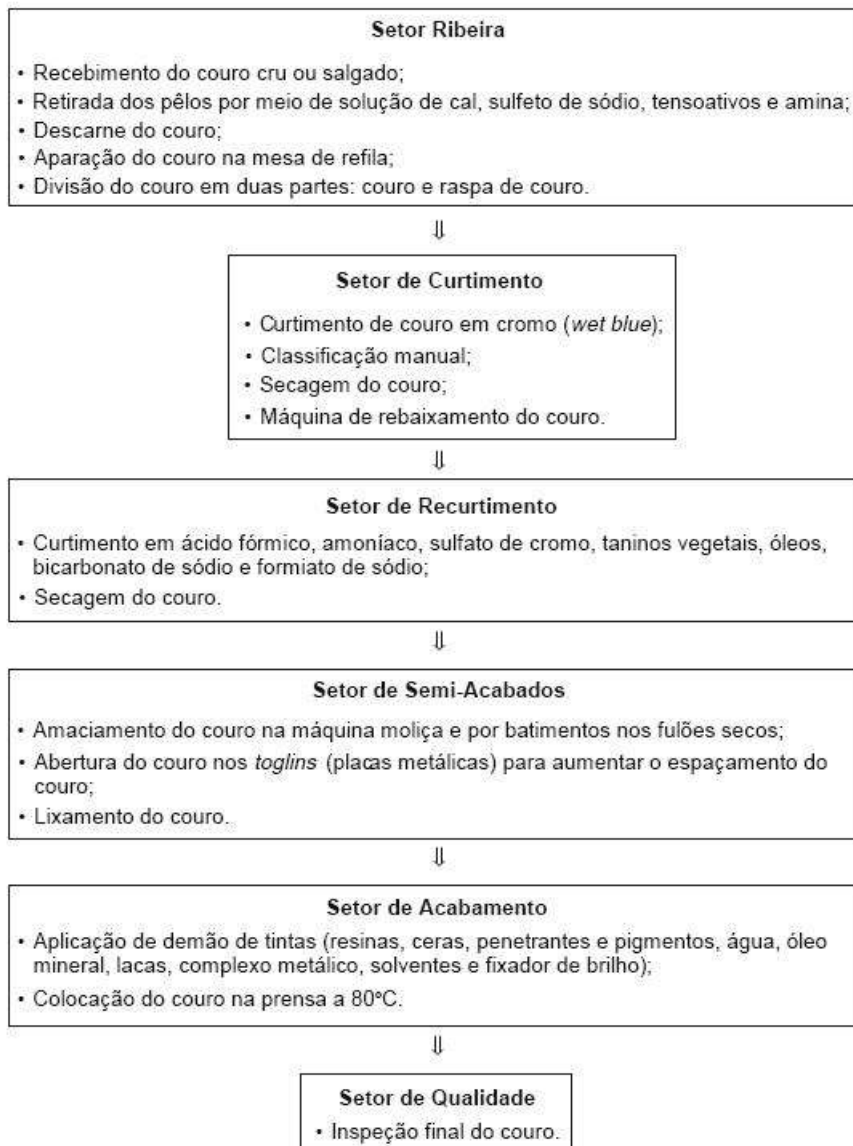 Setor Ribeira
• Recebimento do couro cru ou salgado;
• Retirada dos pêlos por meio de solução de cal, sulfeto de sódio, tensoativos e amina;
• Descarne do couro;
• Aparação do couro na mesa de refila;
• Divisão do couro em duas partes: couro e raspa de couro.
⇓
Setor de Curtimento
• Curtimento de couro em cromo (wet blue);
• Classificação manual;
• Secagem do couro;
• Máquina de rebaixamento do couro.
⇓
Setor de Recurtimento
• Curtimento em ácido fórmico, amoníaco, sulfato de cromo, taninos vegetais, óleos,
bicarbonato de sódio e formiato de sódio;
• Secagem do couro.
⇓
Setor de Semi-Acabados
• Amaciamento do couro na máquina moliça e por batimentos nos fulões secos;
• Abertura do couro nos toglins (placas metálicas) para aumentar o espaçamento do
couro;
• Lixamento do couro.
⇓
Setor de Acabamento
• Aplicação de demão de tintas (resinas, ceras, penetrantes e pigmentos, água, óleo
mineral, lacas, complexo metálico, solventes e fixador de brilho);
• Colocação do couro na prensa a 80°C.
⇓
Setor de Qualidade
• Inspeção final do couro.